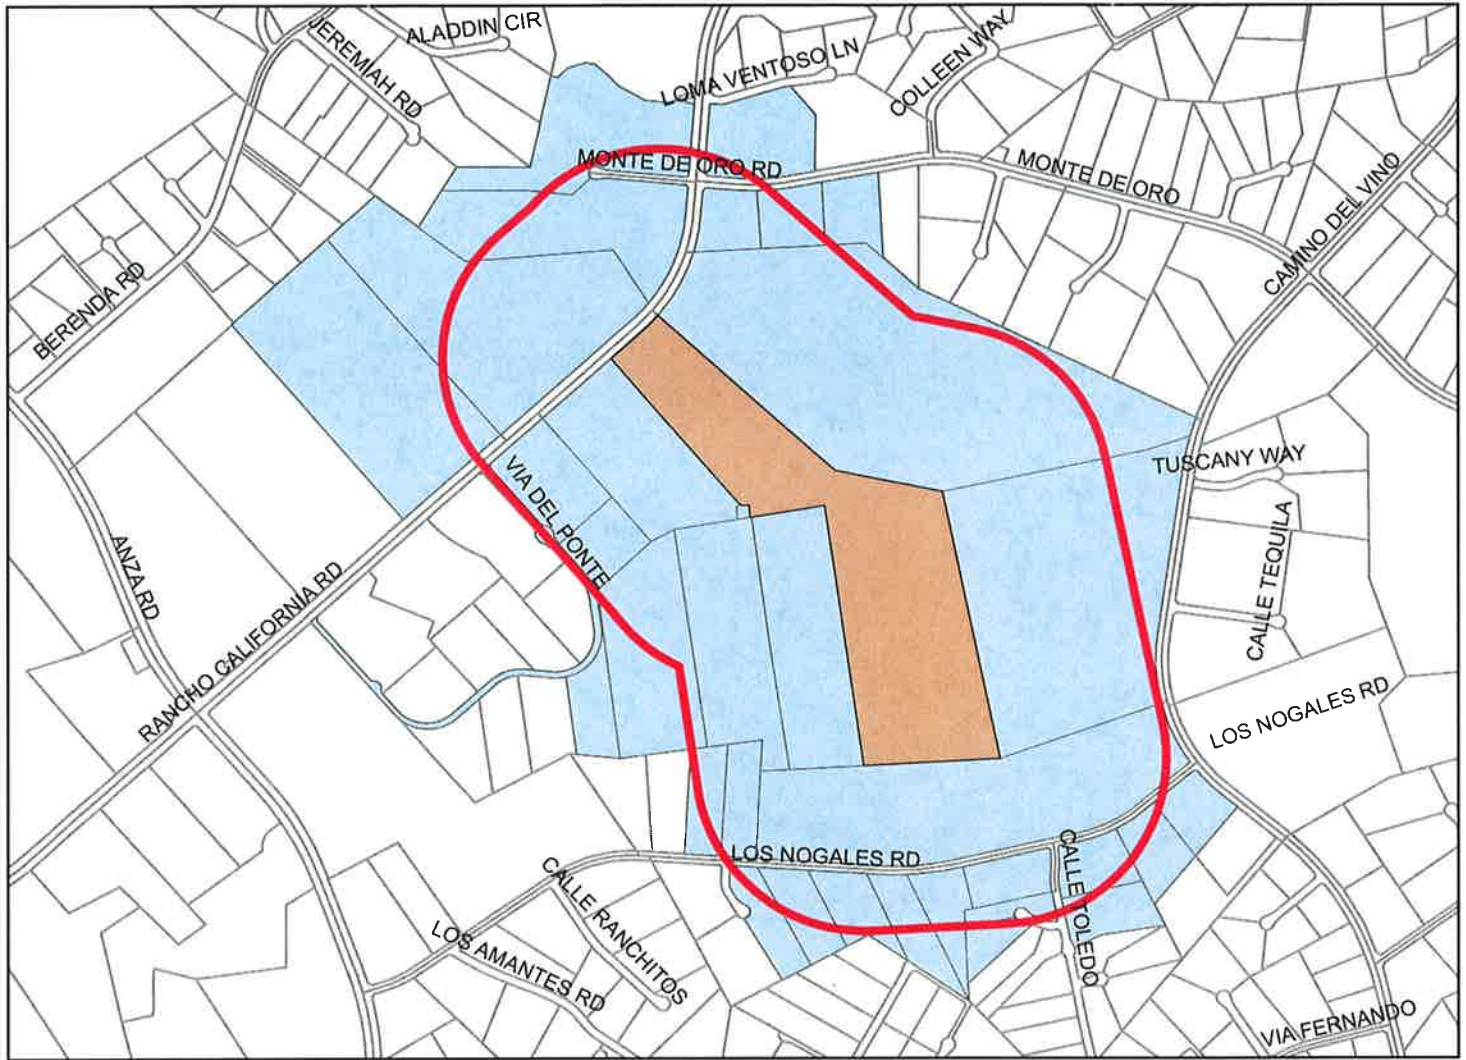 ALADDIN CIR
JEREMIAH RD
LOMA VENTOSO LN
COLLEEN WAY
MONTE DE ORO RD
MONTE DE ORO
CAMINO DEL VINO
BERENDA RD
TUSCANY WAY
VIA DEL PONTE
CALLE TEQUILA
ANZA RD
RANCHO CALIFORNIA RD
LOS NOGALES RD
LOS NOGALES RD
CALLE TOLEDO
CALLE RANCHITOS
LOS AMANTES RD
VIA FERNANDO